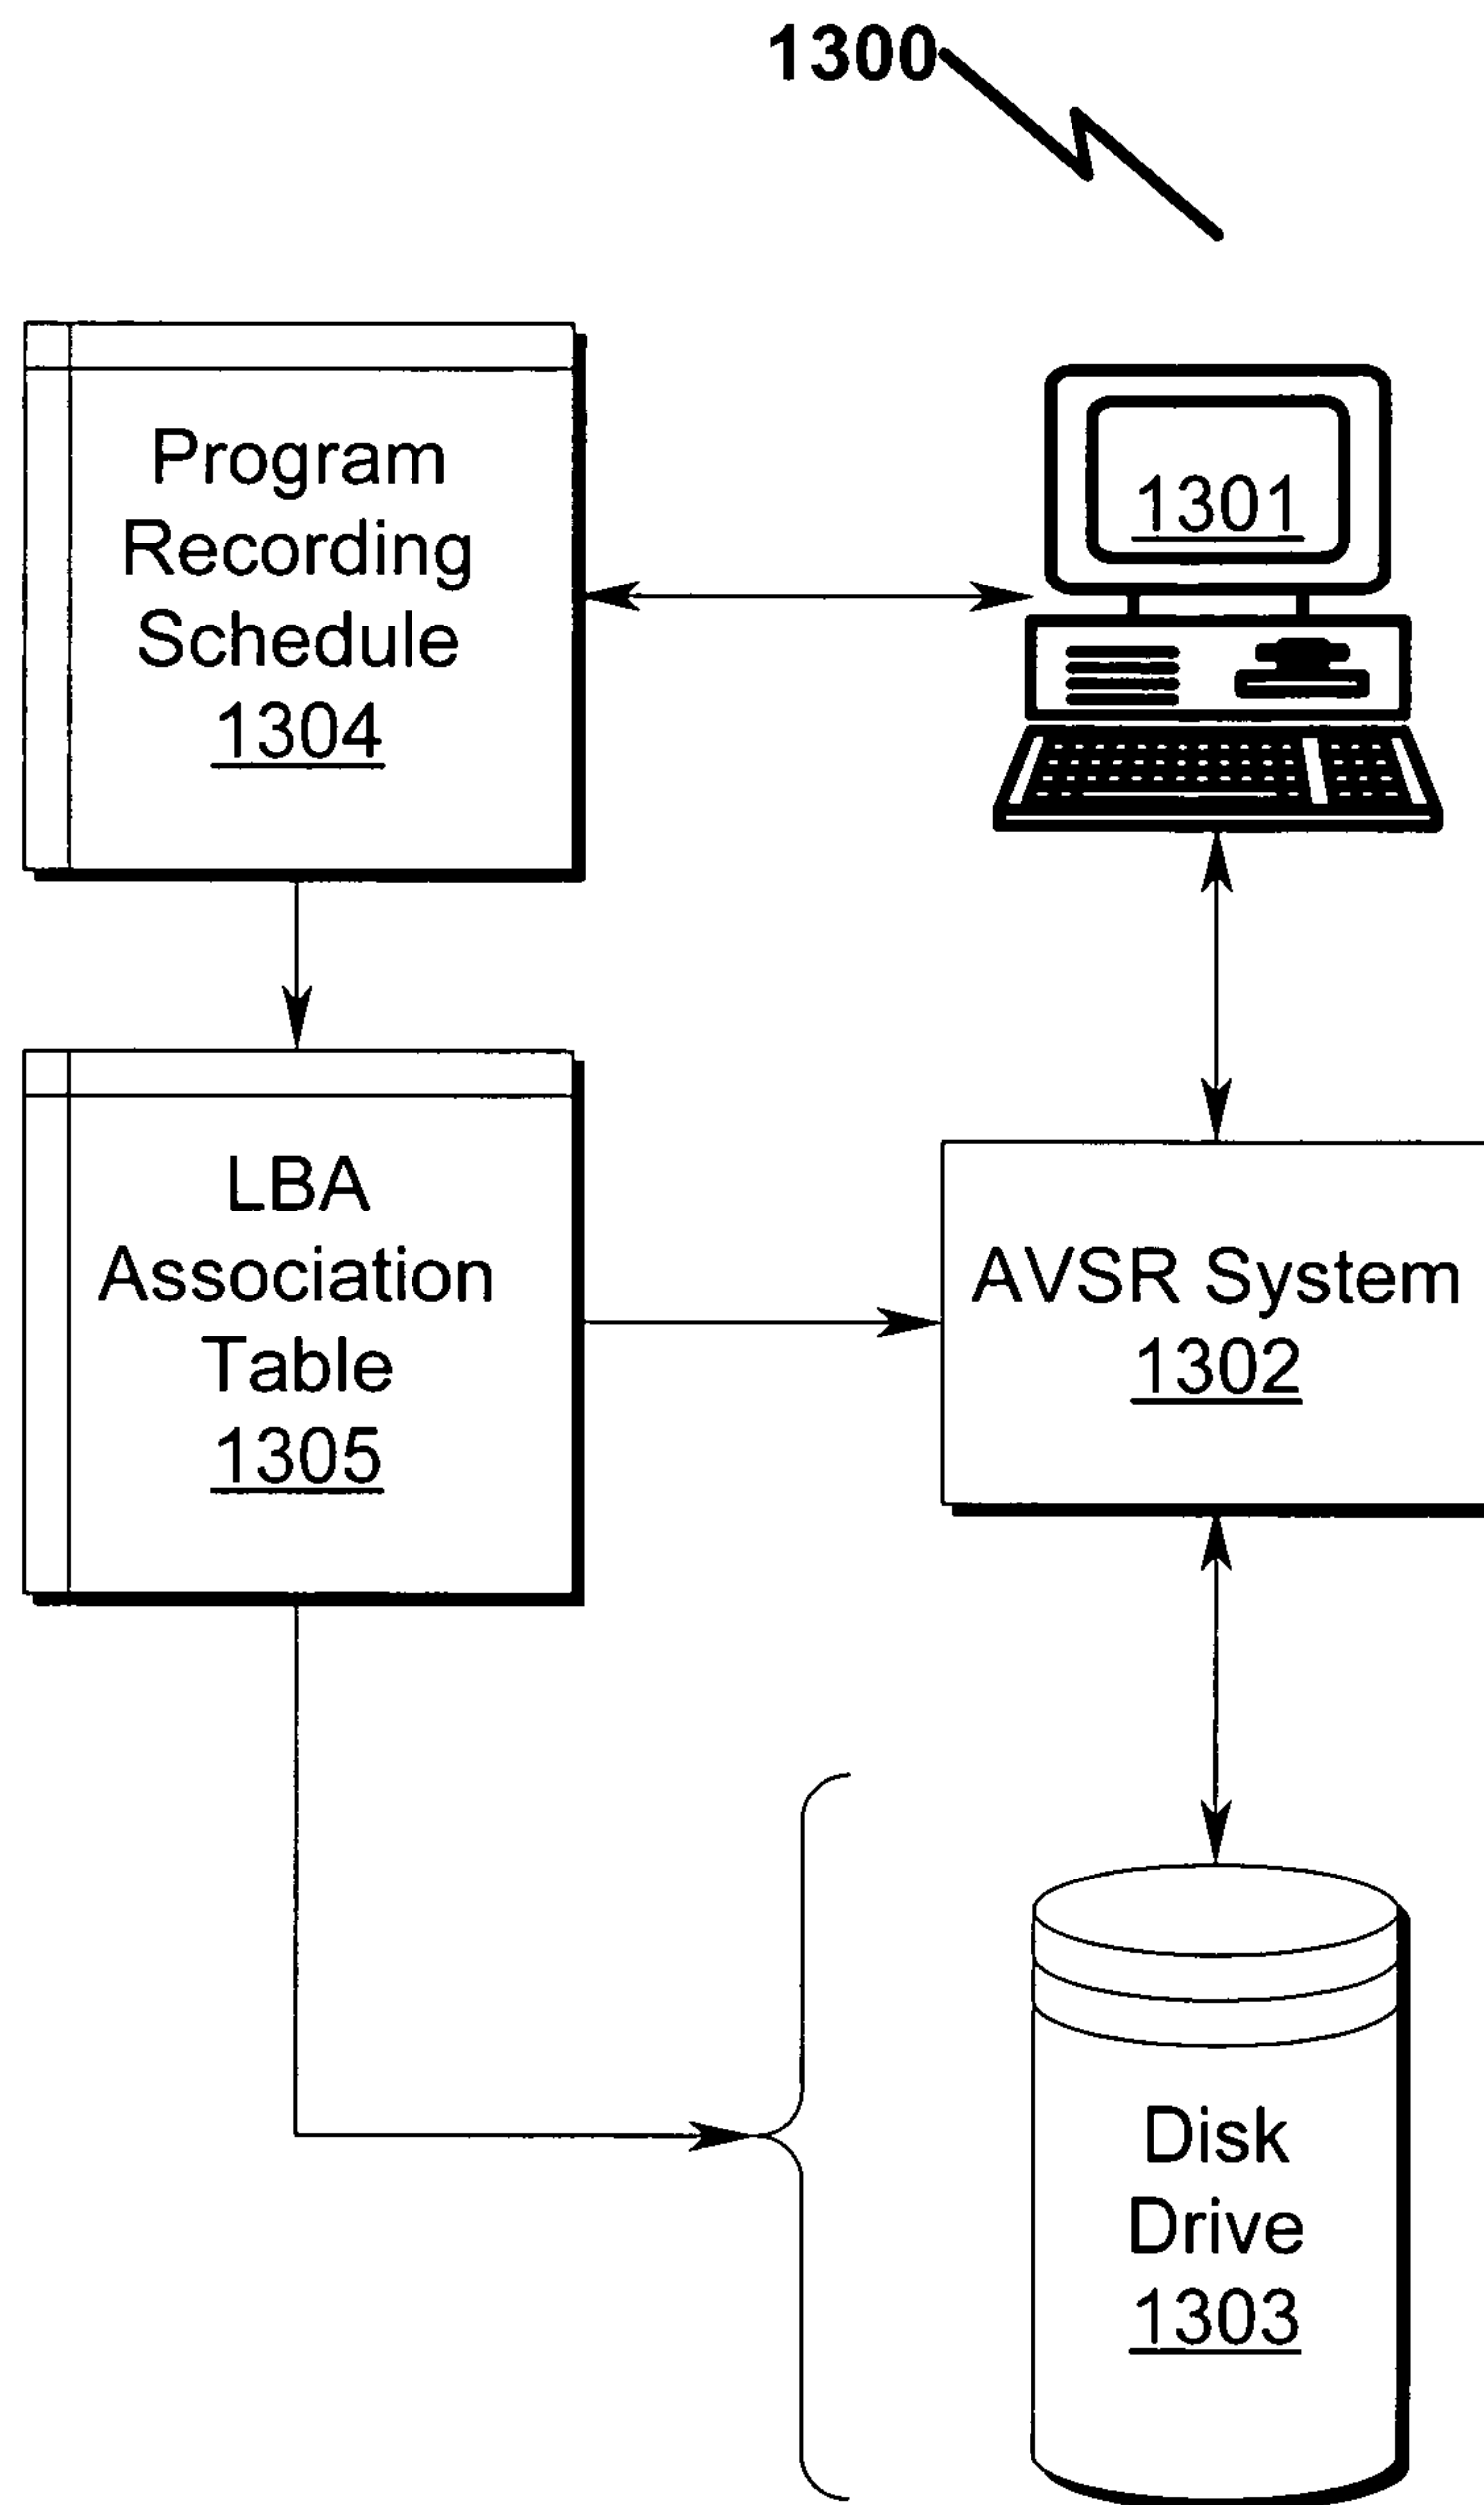 1300
Program
Recording
Schedule
1304
1301
LBA
Association
Table
1305
AVSR System
1302
Disk
Drive
1303